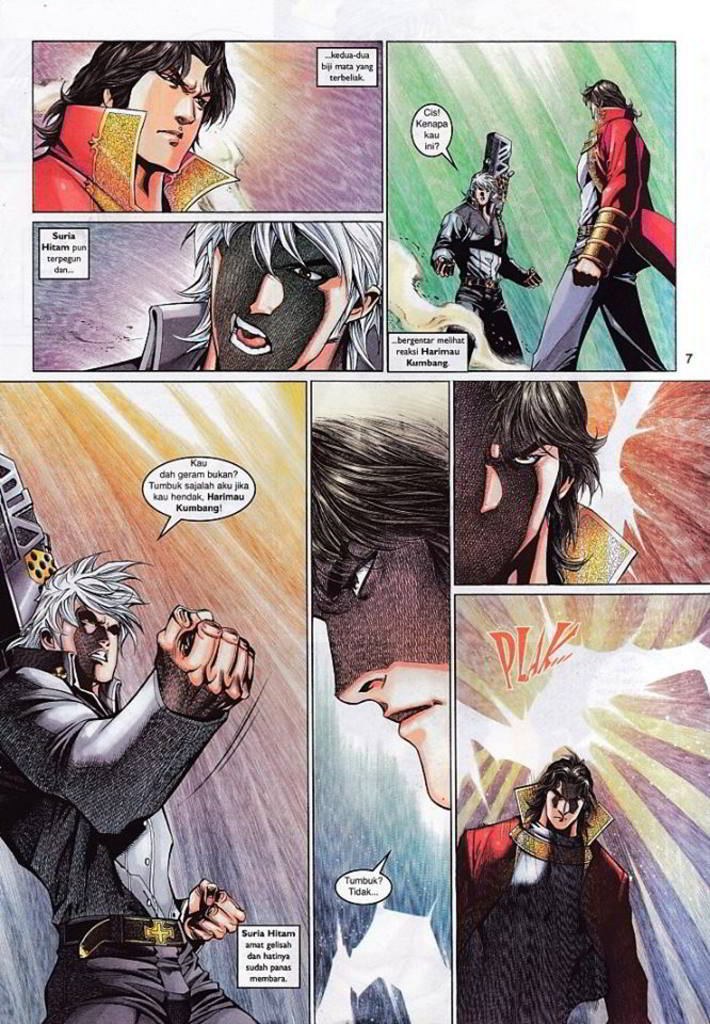 ...kedua-dua
biji mata yang
terbeliak.
Suria
Hitam pun
terpegun
dan...
Cis!
Kenapa
kau
ini?
...bergentar melihat
reaksi Harimau
Kumbang.
7
Kau
dah geram bukan?
Tumbuk sajalah aku jika
kau hendak, Harimau
Kumbang!
Suria Hitam
amat gelisah
dan hatinya
sudah panas
membara.
Tumbuk?
Tidak...
PLAK